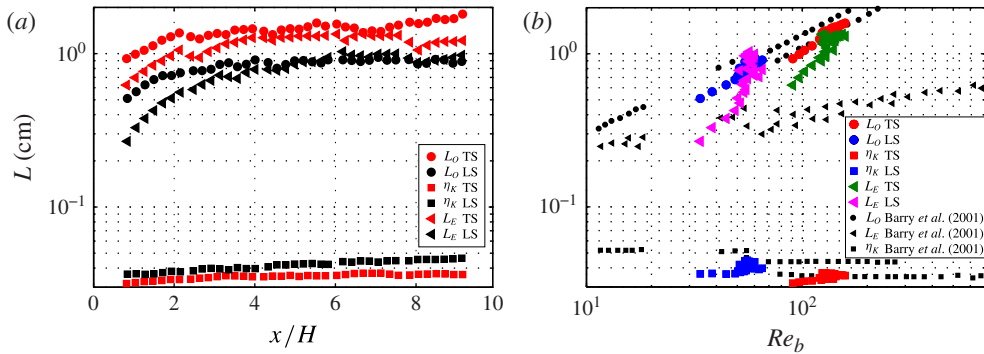 (a)
L (cm)
10^0
10^-1
0 2 4 6 8 10
x/H
L_O TS
L_O LS
η_K TS
η_K LS
L_E TS
L_E LS
(b)
10^0
10^-1
10^1 10^2
Re_b
L_O TS
L_O LS
η_K TS
η_K LS
L_E TS
L_E LS
L_O Barry et al. (2001)
L_E Barry et al. (2001)
η_K Barry et al. (2001)